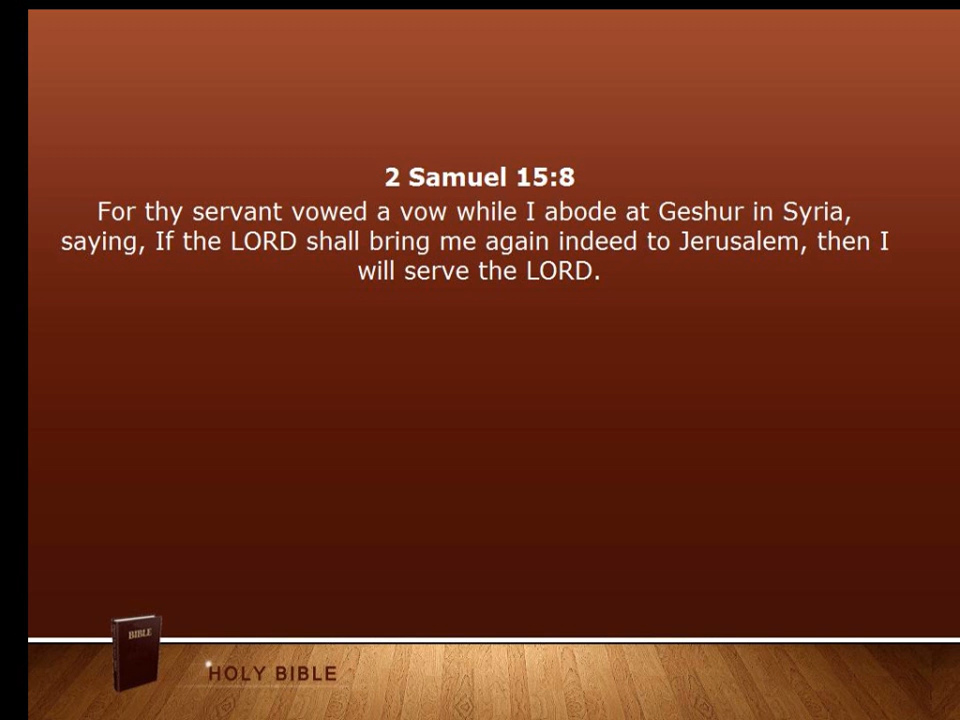 2 Samuel 15:8
For thy servant vowed a vow while I abode at Geshur in Syria,
saying, If the LORD shall bring me again indeed to Jerusalem, then I
will serve the LORD.
BIBLE
HOLY BIBLE